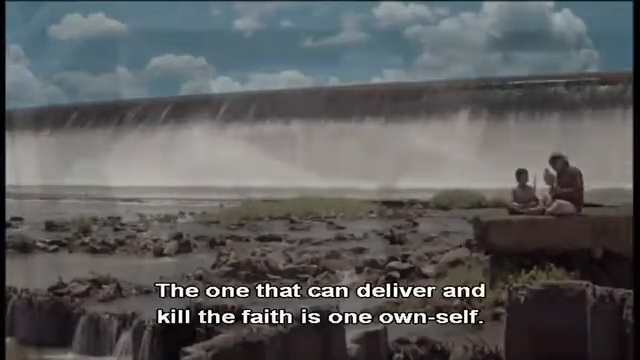 The one that can deliver and
kill the faith is one own-self.